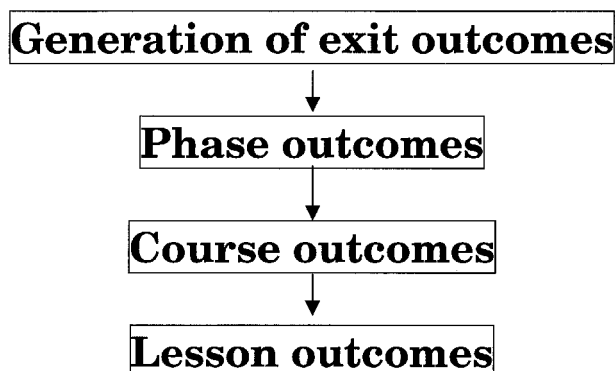 Generation of exit outcomes
Phase outcomes
Course outcomes
Lesson outcomes